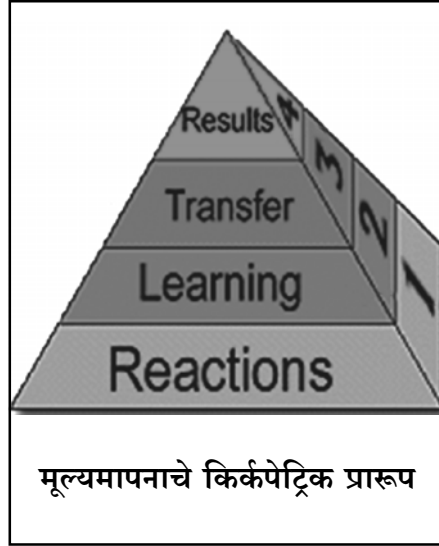 Results 4
Transfer 3
Learning 2
Reactions 1
मूल्यमापनाचे किर्कपेट्रिक प्रारूप